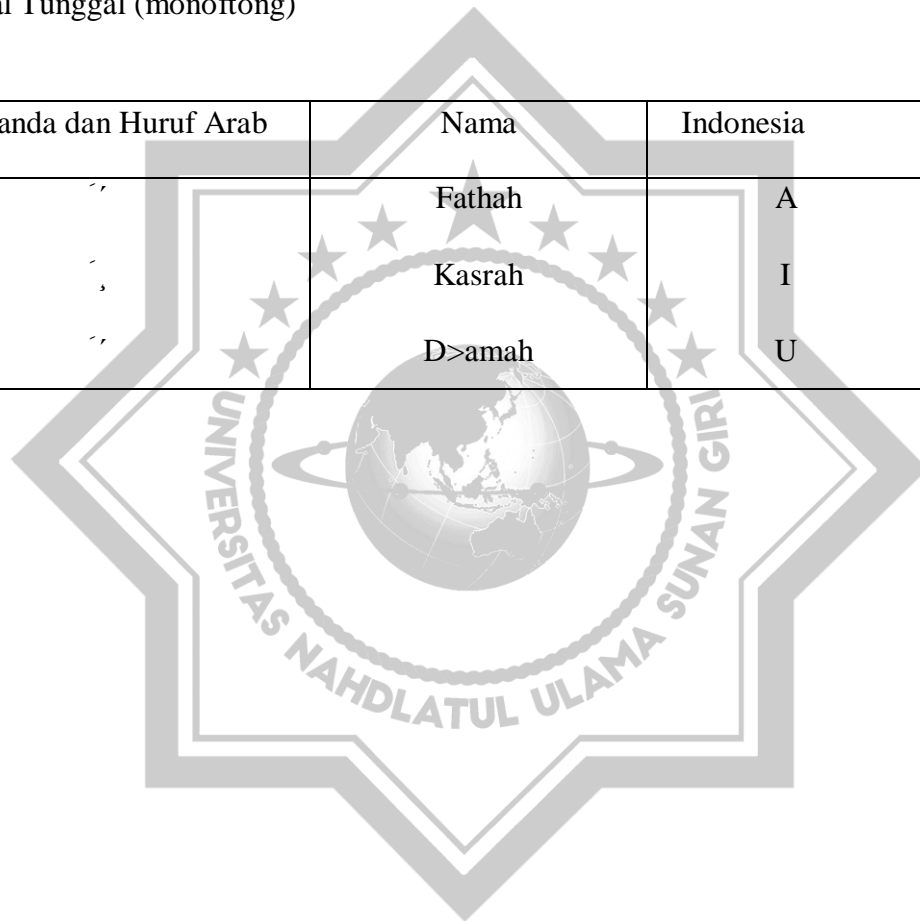 al Tunggal (monoftong)
anda dan Huruf Arab Nama Indonesia
Fathah A
Kasrah I
D>amah U
UNIVERSITAS NAHDLATUL ULAMA SUNAN GIRI